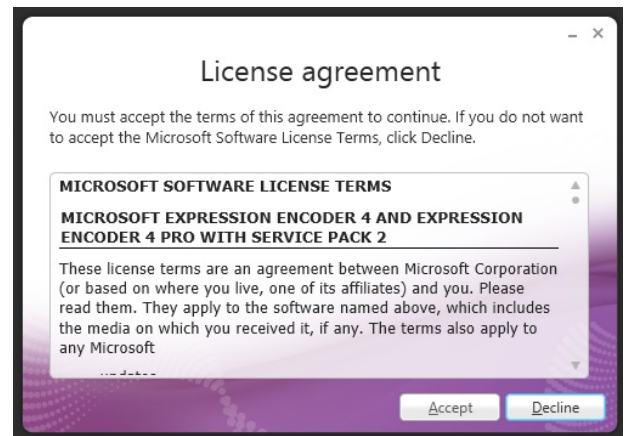 License agreement
You must accept the terms of this agreement to continue. If you do not want
to accept the Microsoft Software License Terms, click Decline.
MICROSOFT SOFTWARE LICENSE TERMS
MICROSOFT EXPRESSION ENCODER 4 AND EXPRESSION
ENCODER 4 PRO WITH SERVICE PACK 2
These license terms are an agreement between Microsoft Corporation
(or based on where you live, one of its affiliates) and you. Please
read them. They apply to the software named above, which includes
the media on which you received it, if any. The terms also apply to
any Microsoft
Accept Decline